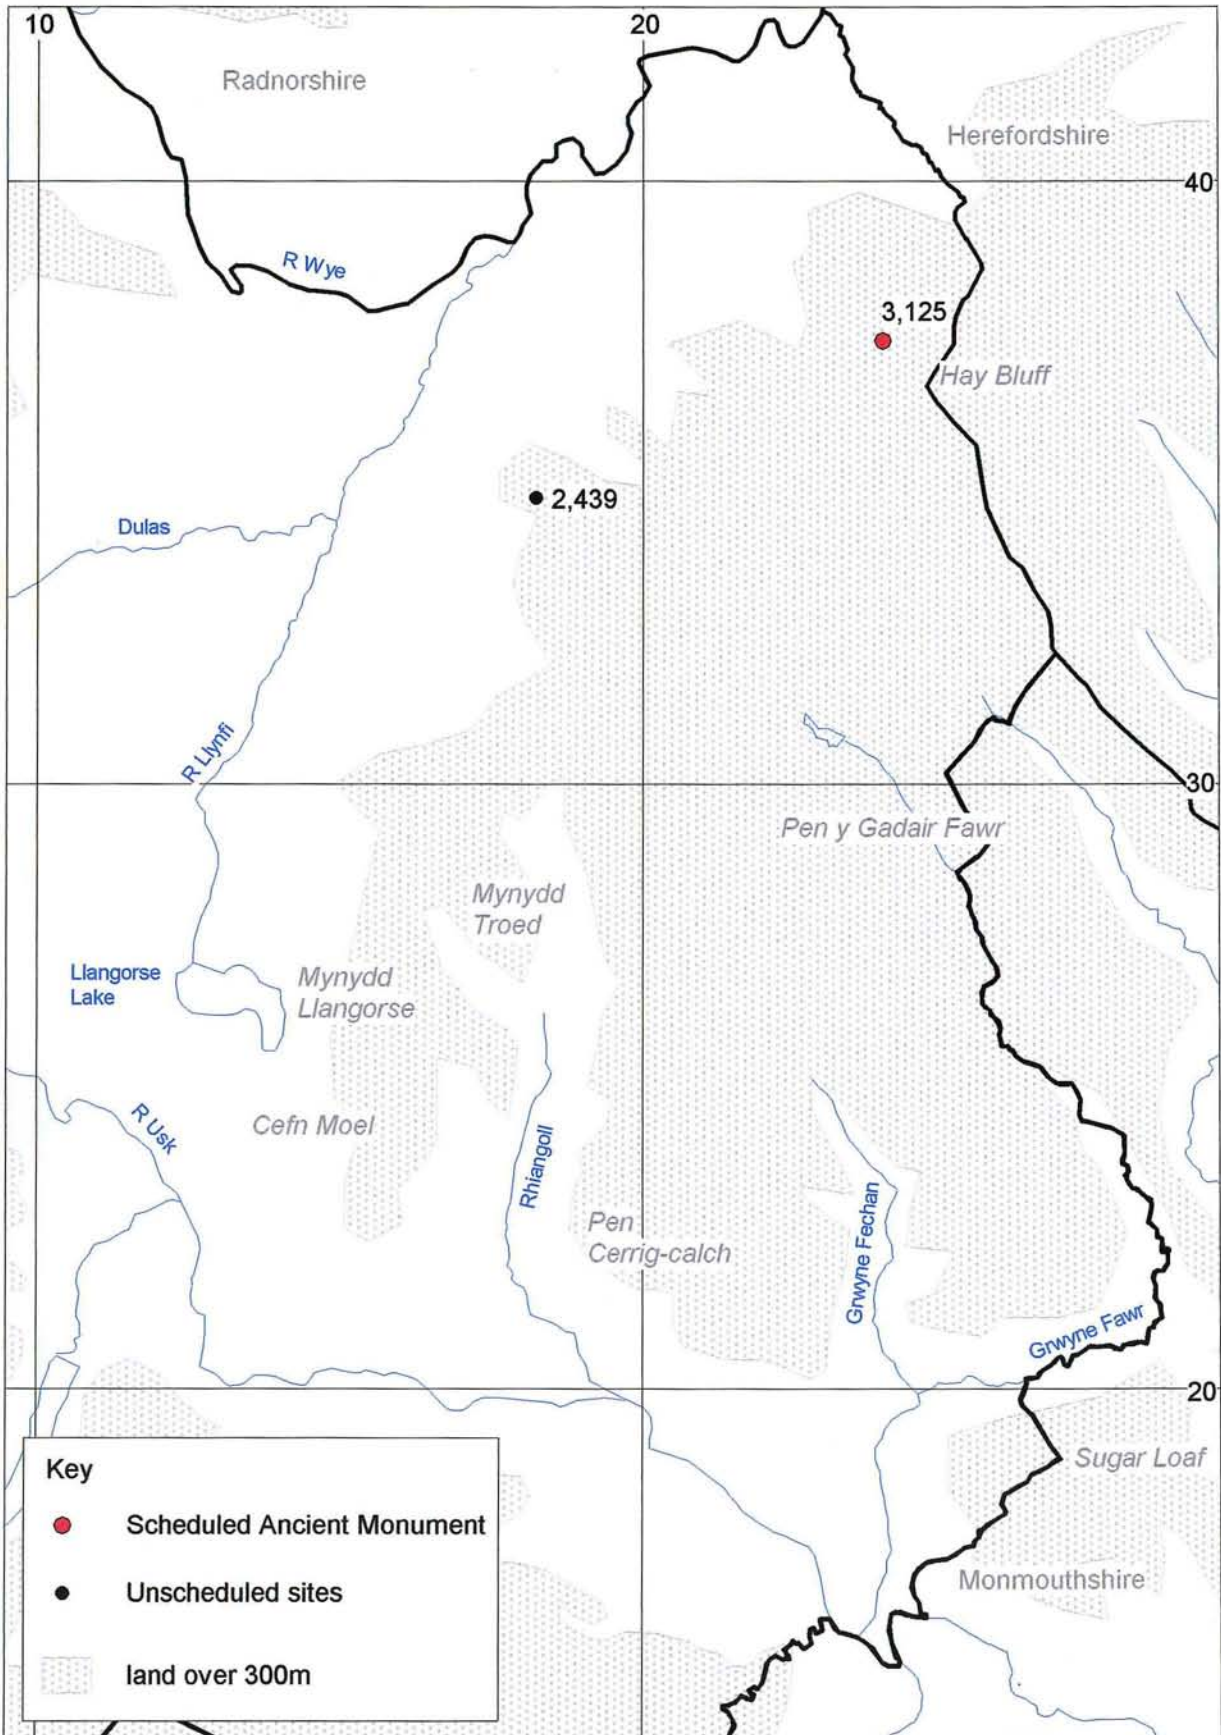 10
20
Radnorshire
Herefordshire
40
R Wye
3,125
Hay Bluff
2,439
Dulas
R Llynfi
30
Pen y Gadair Fawr
Mynydd
Troed
Llangorse
Lake
Mynydd
Llangorse
R Usk
Cefn Moel
Rhiangoll
Pen
Cerrig-calch
Grwyne Fechan
Grwyne Fawr
20
Sugar Loaf
Monmouthshire
Key
Scheduled Ancient Monument
Unscheduled sites
land over 300m